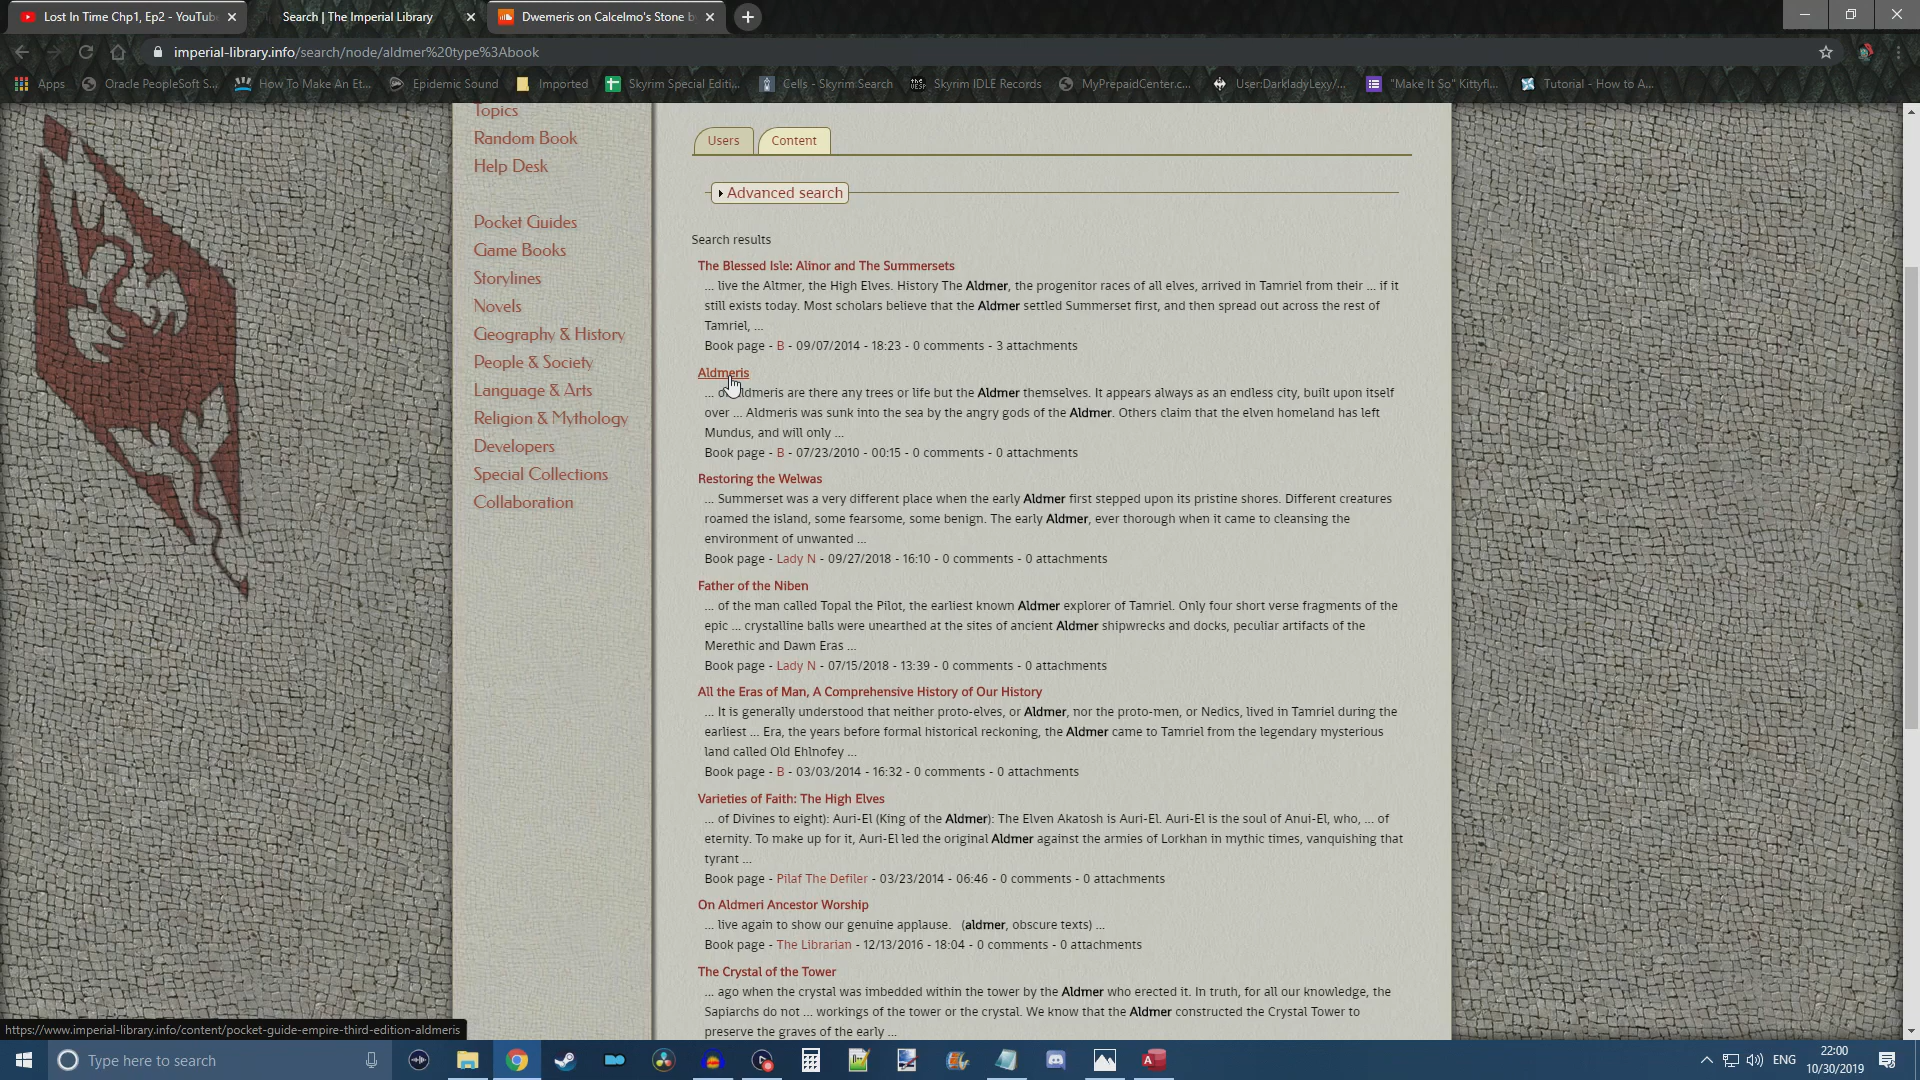 Lost In Time Chp1, Ep2 - YouTub
Search | The Imperial Library
Dwemeris on Calcelmo's Stone b
imperial-library.info/search/node/aldmer%20type%3Abook
Apps
Oracle PeopleSoft S...
How To Make An Et...
Epidemic Sound
Imported
Skyrim Special Editi...
Cells - Skyrim Search
Skyrim IDLE Records
MyPrepaidCenter.c...
User:DarkladyLexy/...
"Make It So" Kittyfl...
Tutorial - How to A...
Topics
Random Book
Help Desk
Pocket Guides
Game Books
Storylines
Novels
Geography & History
People & Society
Language & Arts
Religion & Mythology
Developers
Special Collections
Collaboration
Users
Content
Advanced search
Search results
The Blessed Isle: Alinor and The Summersets
... live the Altmer, the High Elves. History The Aldmer, the progenitor races of all elves, arrived in Tamriel from their ... if it
still exists today. Most scholars believe that the Aldmer settled Summerset first, and then spread out across the rest of
Tamriel, ...
Book page - B - 09/07/2014 - 18:23 - 0 comments - 3 attachments
Aldmeris
... of Aldmeris are there any trees or life but the Aldmer themselves. It appears always as an endless city, built upon itself
over ... Aldmeris was sunk into the sea by the angry gods of the Aldmer. Others claim that the elven homeland has left
Mundus, and will only ...
Book page - B - 07/23/2010 - 00:15 - 0 comments - 0 attachments
Restoring the Welwas
... Summerset was a very different place when the early Aldmer first stepped upon its pristine shores. Different creatures
roamed the island, some fearsome, some benign. The early Aldmer, ever thorough when it came to cleansing the
environment of unwanted ...
Book page - Lady N - 09/27/2018 - 16:10 - 0 comments - 0 attachments
Father of the Niben
... of the man called Topal the Pilot, the earliest known Aldmer explorer of Tamriel. Only four short verse fragments of the
epic ... crystalline balls were unearthed at the sites of ancient Aldmer shipwrecks and docks, peculiar artifacts of the
Merethic and Dawn Eras ...
Book page - Lady N - 07/15/2018 - 13:39 - 0 comments - 0 attachments
All the Eras of Man, A Comprehensive History of Our History
... It is generally understood that neither proto-elves, or Aldmer, nor the proto-men, or Nedics, lived in Tamriel during the
earliest ... Era, the years before formal historical reckoning, the Aldmer came to Tamriel from the legendary mysterious
land called Old Ehlnofey ...
Book page - B - 03/03/2014 - 16:32 - 0 comments - 0 attachments
Varieties of Faith: The High Elves
... of Divines to eight): Auri-El (King of the Aldmer): The Elven Akatosh is Auri-El. Auri-El is the soul of Anui-El, who, ... of
eternity. To make up for it, Auri-El led the original Aldmer against the armies of Lorkhan in mythic times, vanquishing that
tyrant ...
Book page - Pilaf The Defiler - 03/23/2014 - 06:46 - 0 comments - 0 attachments
On Aldmeri Ancestor Worship
... live again to show our genuine applause. (aldmer, obscure texts) ...
Book page - The Librarian - 12/13/2016 - 18:04 - 0 comments - 0 attachments
The Crystal of the Tower
... ago when the crystal was imbedded within the tower by the Aldmer who erected it. In truth, for all our knowledge, the
Sapiarchs do not ... workings of the tower or the crystal. We know that the Aldmer constructed the Crystal Tower to
preserve the graves of the early ...
https://www.imperial-library.info/content/pocket-guide-empire-third-edition-aldmeris
Type here to search
ENG
22:00
10/30/2019